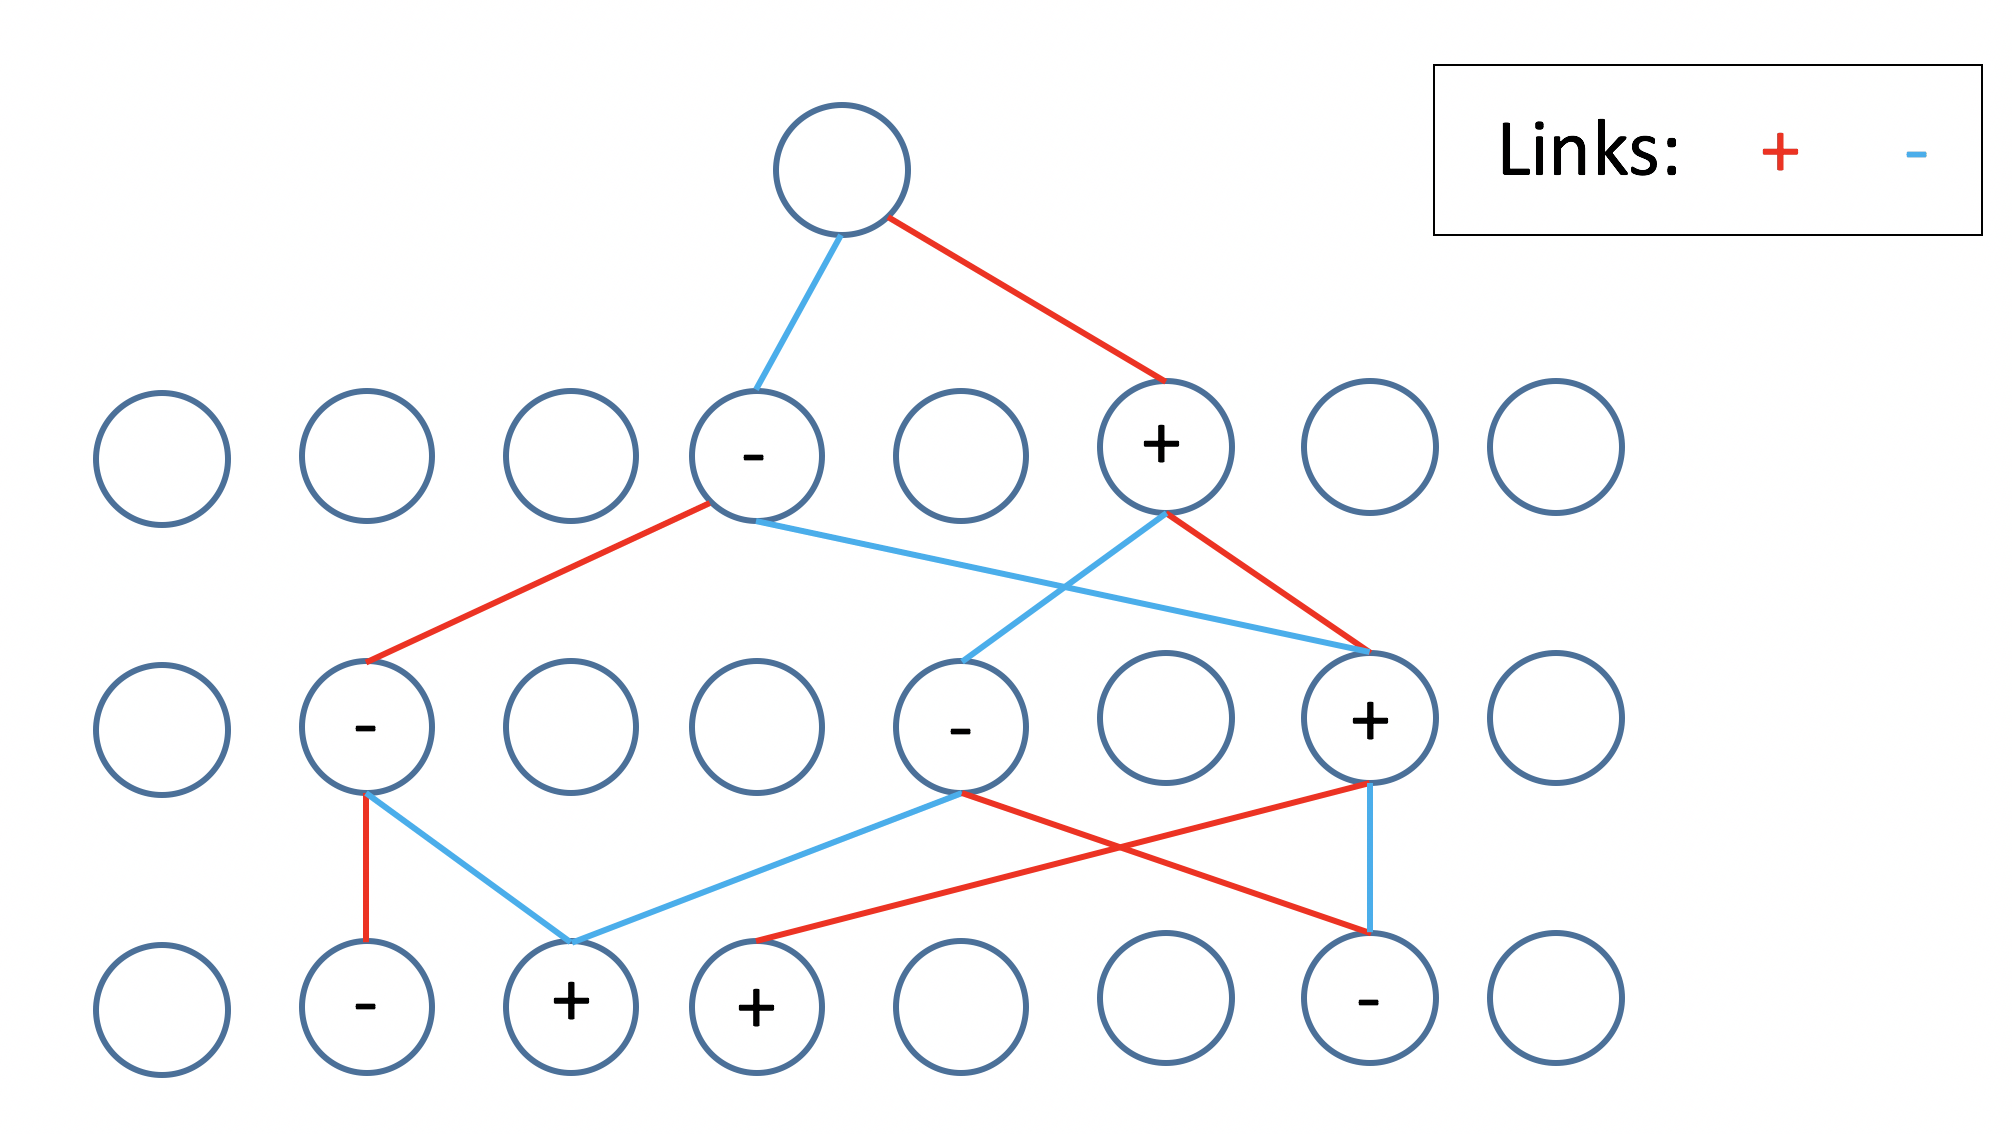 Links: + -
- +
- - +
- + + -